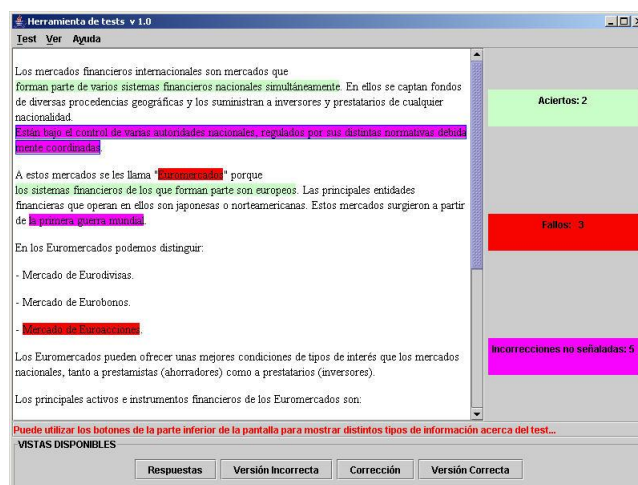 Herramienta de tests v 1.0
Test Ver Ayuda
Los mercados financieros internacionales son mercados que
forman parte de varios sistemas financieros nacionales simultáneamente. En ellos se captan fondos
de diversas procedencias geográficas y los suministran a inversores y prestatarios de cualquier
nacionalidad.
Están bajo el control de varias autoridades nacionales, regulados por sus distintas normativas debida
mente coordinadas.
A estos mercados se les llama "Euromercados" porque
los sistemas financieros de los que forman parte son europeos. Las principales entidades
financieras que operan en ellos son japonesas o norteamericanas. Estos mercados surgieron a partir
de la primera guerra mundial.
En los Euromercados podemos distinguir:
- Mercado de Eurodivisas.
- Mercado de Eurobonos.
- Mercado de Euroacciones.
Los Euromercados pueden ofrecer unas mejores condiciones de tipos de interés que los mercados
nacionales, tanto a prestamistas (ahorradores) como a prestatarios (inversores).
Los principales activos e instrumentos financieros de los Euromercados son:
Aciertos: 2
Fallos: 3
Incorrecciones no señaladas: 5
Puede utilizar los botones de la parte inferior de la pantalla para mostrar distintos tipos de información acerca del test...
VISTAS DISPONIBLES
Respuestas Versión Incorrecta Corrección Versión Correcta